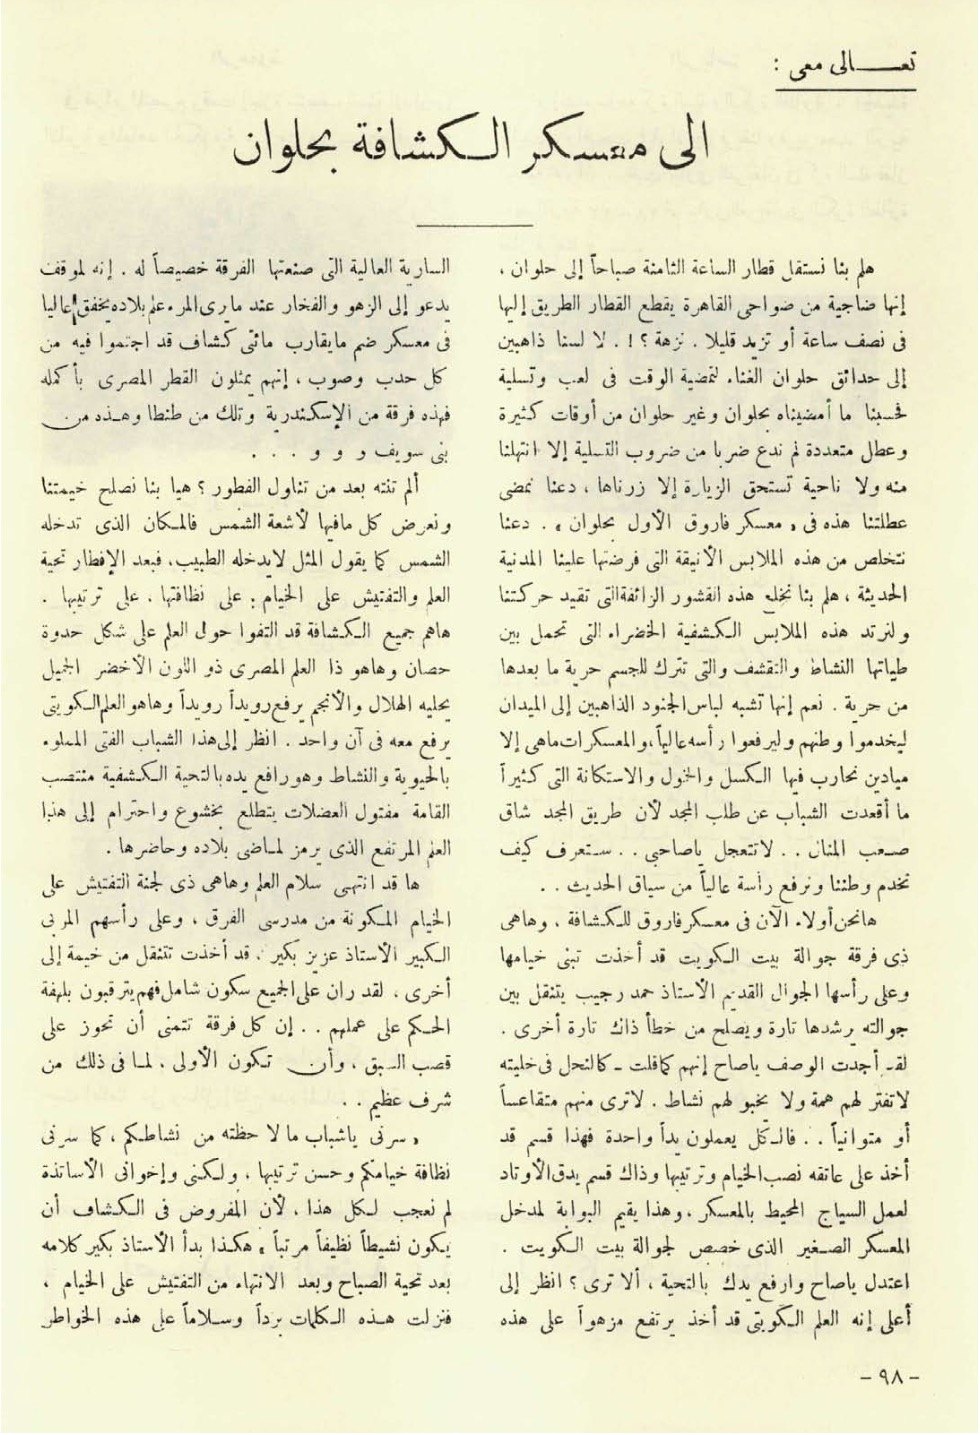 تعــالى معى :
الى معسكر الكشافة بحلوان
هلم بنا نستقل قطار الساعة الثامنة صباحاً إلى حلوان ،
إنها ضاحية من ضواحى القاهرة يقطع القطار الطريق إليها
فى نصف ساعة أو تزيد قليلا . نزهة ؟ ! . لا لسنا ذاهبين
إلى حدائق حلوان الغناء لتمضية الوقت فى لعب وتسلية
فحسبنا ما أمضيناه بحلوان وغير حلوان من أوقات كثيرة
وعطل متعددة لم ندع ضربا من ضروب التسلية إلا انتهلنا
منه ولا ناحية تستحق الزيارة إلا زرناها ، دعنا نمضى
عطلتنا هذه فى « معسكر فاروق الأول بحلوان » . دعنا
نتخلص من هذه الملابس الأنيقة التى فرضتها علينا المدنية
الحديثة ، هلم بنا نخلع هذه القشور الزائفة التى تقيد حركتنا
ولنرتد هذه الملابس الكشفية الخضراء التى تحمل بين
طياتها النشاط والتقشف والتى تترك للجسم حرية ما بعدها
من حرية . نعم إنها تشبه لباس الجنود الذاهبين إلى الميدان
ليخدموا وطنهم وليرفعوا رأسه عالياً ، والمعسكرات ماهى إلا
ميادين نحارب فيها الكسل والخول والاستكانة التى كثيراً
ما أقعدت الشباب عن طلب المجد لأن طريق المجد شاق
صعب المنال . . لا تتعجل ياصاحبى . . ستعرف كيف
نخدم وطننا ونرفع رأسة عالياً من سياق الحديث . .
هانحن أولاء الآن فى معسكر فاروق للكشافة ، وهاهى
ذى فرقة جوالة بيت الكويت قد أخذت تبنى خيامها
وعلى رأسها الجوال القديم الأستاذ حمد رجيب يتنقل بين
جوالته يرشدها تارة ويصلح من خطأ ذاك تارة أخرى .
لقد أجدت الوصف ياصاح إنهم كما قلت - كالنحل فى خليته
لاتفتر لهم همة ولا يخبو لهم نشاط . لاترى منهم متقاعساً
أو متوانياً . . فالكل يعملون يداً واحدة فهذا قسم قد
أخذ على عاتقه نصب الخيام وترتيبها وذاك قسم يدق الأوتاد
لعمل السياج المحيط بالمعسكر ، وهذا يقيم البوابة لمدخل
المعسكر الصغير الذى خصص لجوالة بيت الكويت .
اعتدل ياصاح وارفع يدك بالتحية ، ألا ترى ؟ انظر إلى
أعلى إنه العلم الكويتى قد أخذ يرتفع مزهواً على هذه
السارية العالية التى صنعتها الفرقة خصيصاً له . إنه لموقف
يدعو إلى الزهو والفخار عند مايرى المرء علم بلاده يخفق عاليا
فى معسكر ضم مايقارب مائتى كشاف قد اجتمعوا فيه من
كل حدب وصوب ، إنهم يمثلون القطر المصرى بأكمله
فهذه فرقة من الإسكندرية وتلك من طنطا وهذه من
بنى سويف و و و . . .
ألم تنته بعد من تناول الفطور ؟ هيا بنا نصلح خيمتنا
ونعرض كل مافيها لأشعة الشمس فالمكان الذى تدخله
الشمس كما يقول المثل لايدخله الطبيب ، فبعد الإفطار تحية
العلم والتفتيش على الخيام : على نظافتها . على ترتيبها .
هاهم جميع الكشافة قد التفوا حول العلم على شكل حدوة
حصان وهاهو ذا العلم المصرى ذو اللون الأخضر الجميل
يحليه الهلال والأنجم يرفع رويداً رويداً وهاهو العلم الكويتى
يرفع معه فى آن واحد . انظر إلى هذا الشباب الفتى المملوء
بالحيوية والنشاط وهو رافع يده بالتحية الكشفية منتصب
القامة مفتول العضلات يتطلع بخشوع واحترام إلى هذا
العلم المرتفع الذى يرمز لماضى بلاده وحاضرها .
ها قد انتهى سلام العلم وهاهى ذى لجنة التفتيش على
الخيام المكونة من مدرسى الفرق ، وعلى رأسهم المربى
الكبير الأستاذ عزيز بكير ، قد أخذت تتنقل من خيمة إلى
أخرى ، لقد ران على الجميع سكون شامل فهم يترقبون بلهفة
الحكم على عملهم . . إن كل فرقة تتمنى أن تحوز على
قصب السبق ، وأن تكون الأولى ، لما فى ذلك من
شرف عظيم . .
« سرنى ياشباب مالاحظته من نشاطكم ، كما سرنى
نظافة خيامكم وحسن ترتيبها ، ولكنى وإخوانى الأساتذة
لم نعجب لكل هذا ، لأن المفروض فى الكشاف أن
يكون نشيطاً نظيفاً مرتباً » هكذا بدأ الأستاذ بكير كلامه
بعد تحية الصباح وبعد الانتهاء من التفتيش على الخيام ،
فنزلت هذه الكلمات برداً وسلاماً على هذه الخواطر
- ٩٨ -